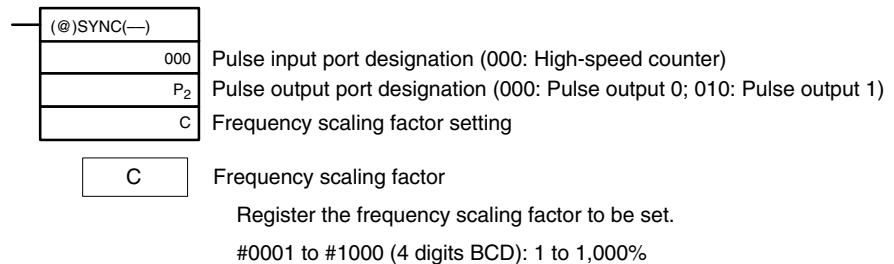 (@)SYNC(––)
000 Pulse input port designation (000: High-speed counter)
P2 Pulse output port designation (000: Pulse output 0; 010: Pulse output 1)
C Frequency scaling factor setting
C Frequency scaling factor
Register the frequency scaling factor to be set.
#0001 to #1000 (4 digits BCD): 1 to 1,000%